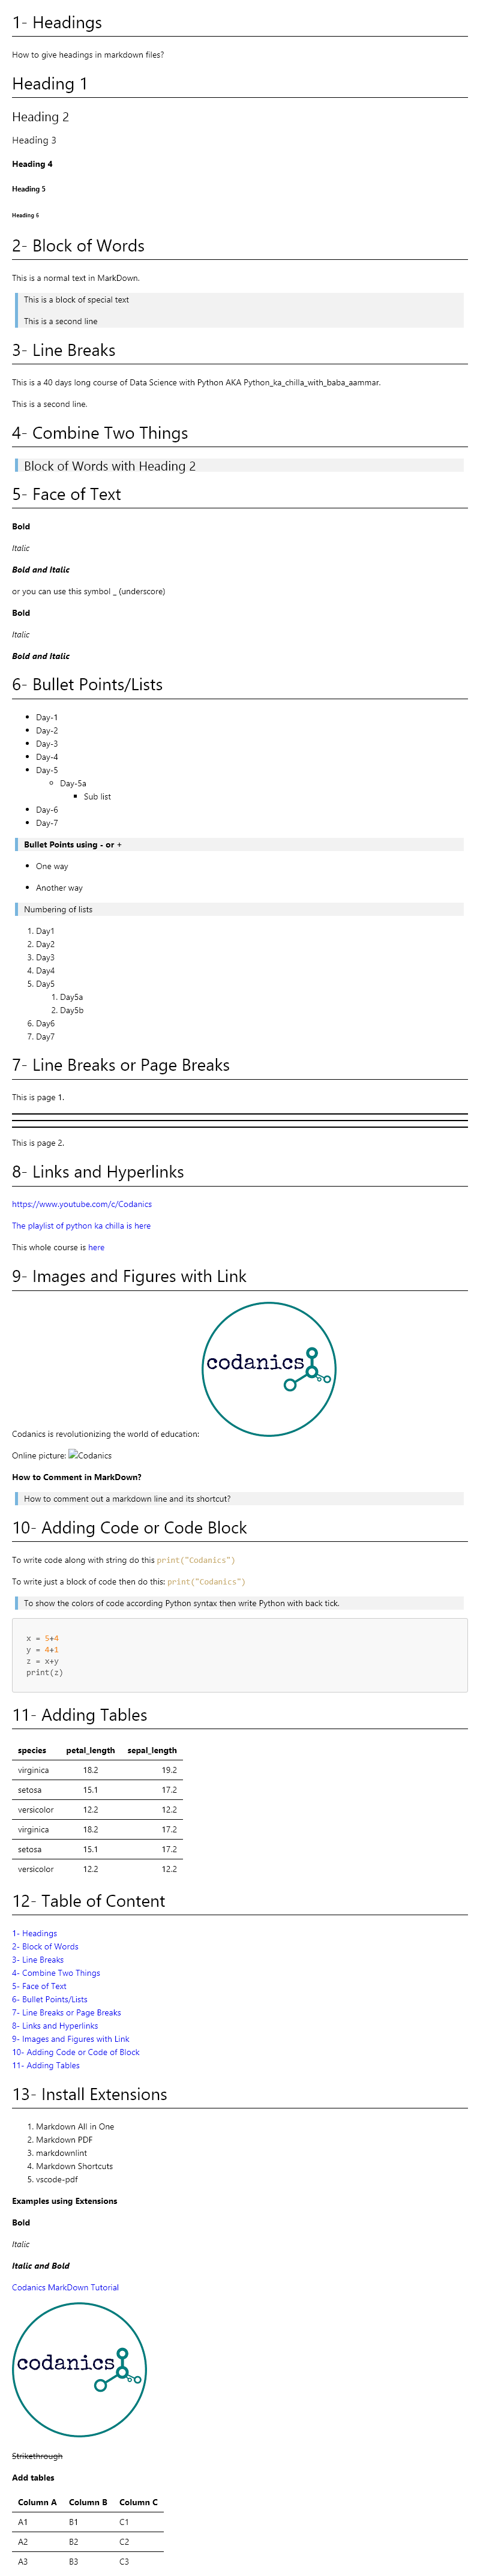 1- Headings
How to give headings in markdown files?
Heading 1
Heading 2
Heading 3
Heading 4
Heading 5
Heading 6
2- Block of Words
This is a normal text in MarkDown.
This is a block of special text
This is a second line
3- Line Breaks
This is a 40 days long course of Data Science with Python AKA Python_ka_chilla_with_baba_aammar.
This is a second line.
4- Combine Two Things
Block of Words with Heading 2
5- Face of Text
Bold
Italic
Bold and Italic
or you can use this symbol _ (underscore)
Bold
Italic
Bold and Italic
6- Bullet Points/Lists
• Day-1
• Day-2
• Day-3
• Day-4
• Day-5
◦ Day-5a
▪ Sub list
• Day-6
• Day-7
Bullet Points using - or +
• One way
• Another way
Numbering of lists
1. Day1
2. Day2
3. Day3
4. Day4
5. Day5
1. Day5a
2. Day5b
6. Day6
7. Day7
7- Line Breaks or Page Breaks
This is page 1.
This is page 2.
8- Links and Hyperlinks
https://www.youtube.com/c/Codanics
The playlist of python ka chilla is here
This whole course is here
9- Images and Figures with Link
codanics
Codanics is revolutionizing the world of education:
Online picture: Codanics
How to Comment in MarkDown?
How to comment out a markdown line and its shortcut?
10- Adding Code or Code Block
To write code along with string do this print("Codanics")
To write just a block of code then do this: print("Codanics")
To show the colors of code according Python syntax then write Python with back tick.
x = 5+4
y = 4+1
z = x+y
print(z)
11- Adding Tables
species petal_length sepal_length
virginica 18.2 19.2
setosa 15.1 17.2
versicolor 12.2 12.2
virginica 18.2 17.2
setosa 15.1 17.2
versicolor 12.2 12.2
12- Table of Content
1- Headings
2- Block of Words
3- Line Breaks
4- Combine Two Things
5- Face of Text
6- Bullet Points/Lists
7- Line Breaks or Page Breaks
8- Links and Hyperlinks
9- Images and Figures with Link
10- Adding Code or Code of Block
11- Adding Tables
13- Install Extensions
1. Markdown All in One
2. Markdown PDF
3. markdownlint
4. Markdown Shortcuts
5. vscode-pdf
Examples using Extensions
Bold
Italic
Italic and Bold
Codanics MarkDown Tutorial
codanics
Strikethrough
Add tables
Column A Column B Column C
A1 B1 C1
A2 B2 C2
A3 B3 C3